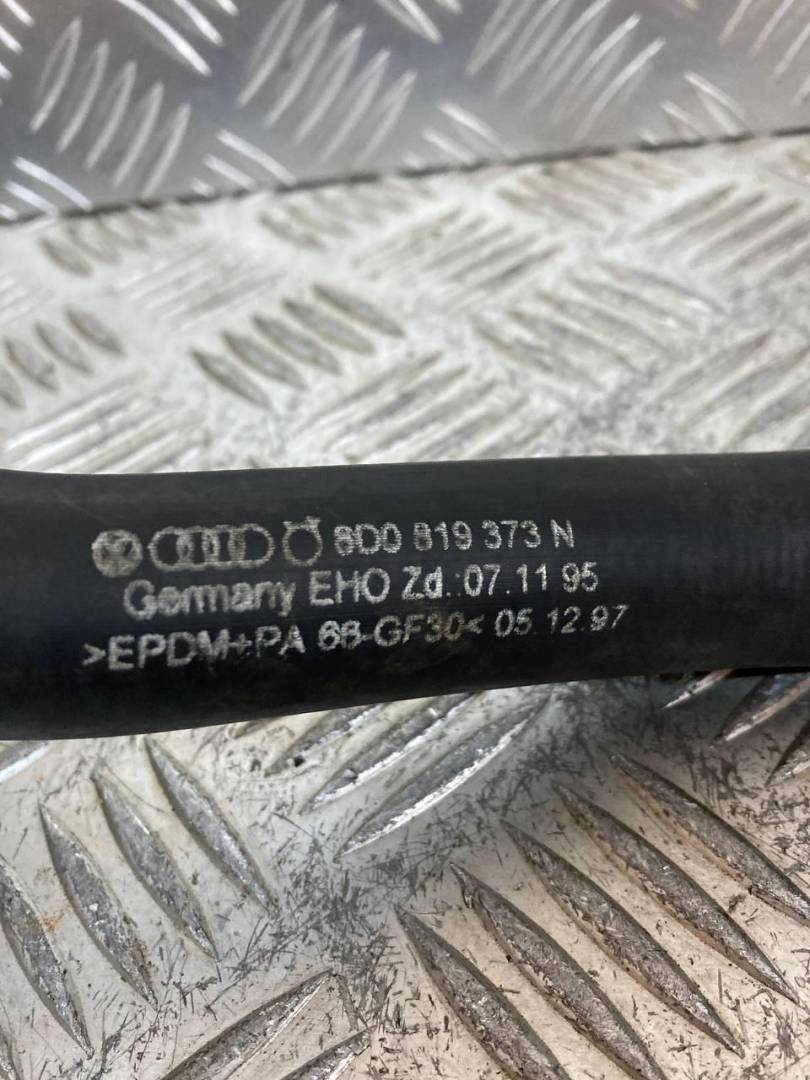 8D0 819 373 N
Germany EHO Zd.:07.11 95
>EPDM+PA 66-GF30< 05.12.97